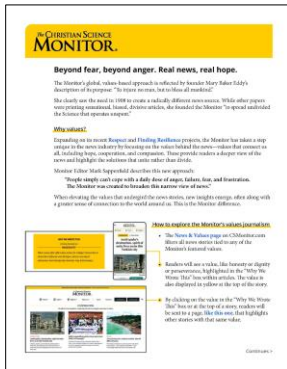 The CHRISTIAN SCIENCE
MONITOR.
Beyond fear, beyond anger. Real news, real hope.
The Monitor's global, values-based approach is reflected by founder Mary Baker Eddy's
description of its purpose: "To injure no man, but to bless all mankind."
She clearly saw the need in 1908 to create a radically different news source. While other papers
were printing sensational, biased, divisive articles, she founded the Monitor "to spread undivided
the Science that operates unspent."
Why values?
Expanding on its recent Respect and Finding Resilience projects, the Monitor has taken a step
unique in the news industry by focusing on the values behind the news – values that connect us
all, including hope, cooperation, and compassion. These provide readers a deeper view of the
news and highlight the solutions that unite rather than divide.
Monitor Editor Mark Sappenfield describes this new approach:
"People simply can't cope with a daily dose of anger, failure, fear, and frustration.
The Monitor was created to broaden this narrow view of news."
When elevating the values that undergird the news stories, new insights emerge, often along with
a greater sense of connection to the world around us. This is the Monitor difference.
How to explore the Monitor's values journalism
• The News & Values page on CSMonitor.com
filters all news stories tied to any of the
Monitor's featured values.
• Readers will see a value, like honesty or dignity
or perseverance, highlighted in the "Why We
Wrote This" box within articles. The value is
also displayed in yellow at the top of the story.
• By clicking on the value in the "Why We Wrote
This" box or at the top of a story, readers will
be sent to a page, like this one, that highlights
other stories with that same value.
MONITOR
Continues >